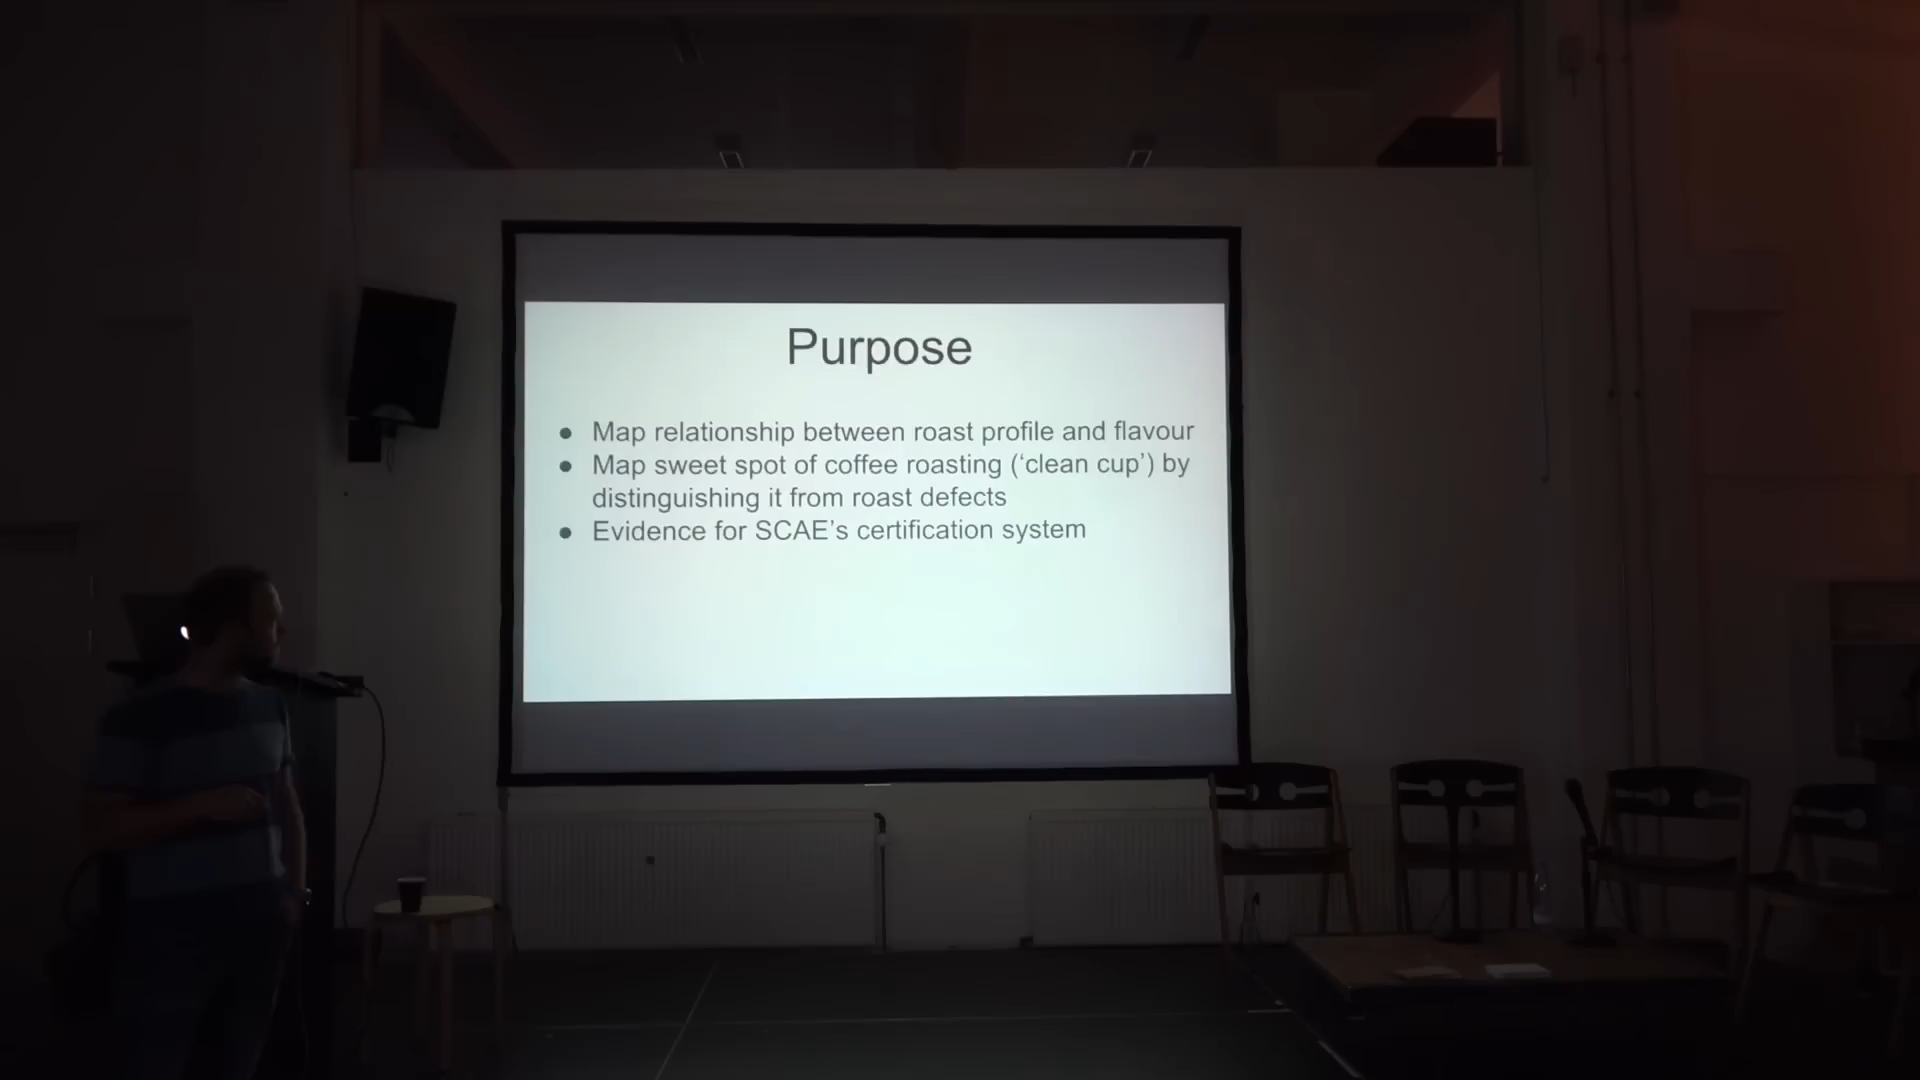 Purpose
● Map relationship between roast profile and flavour
● Map sweet spot of coffee roasting (‘clean cup’) by
distinguishing it from roast defects
● Evidence for SCAE’s certification system